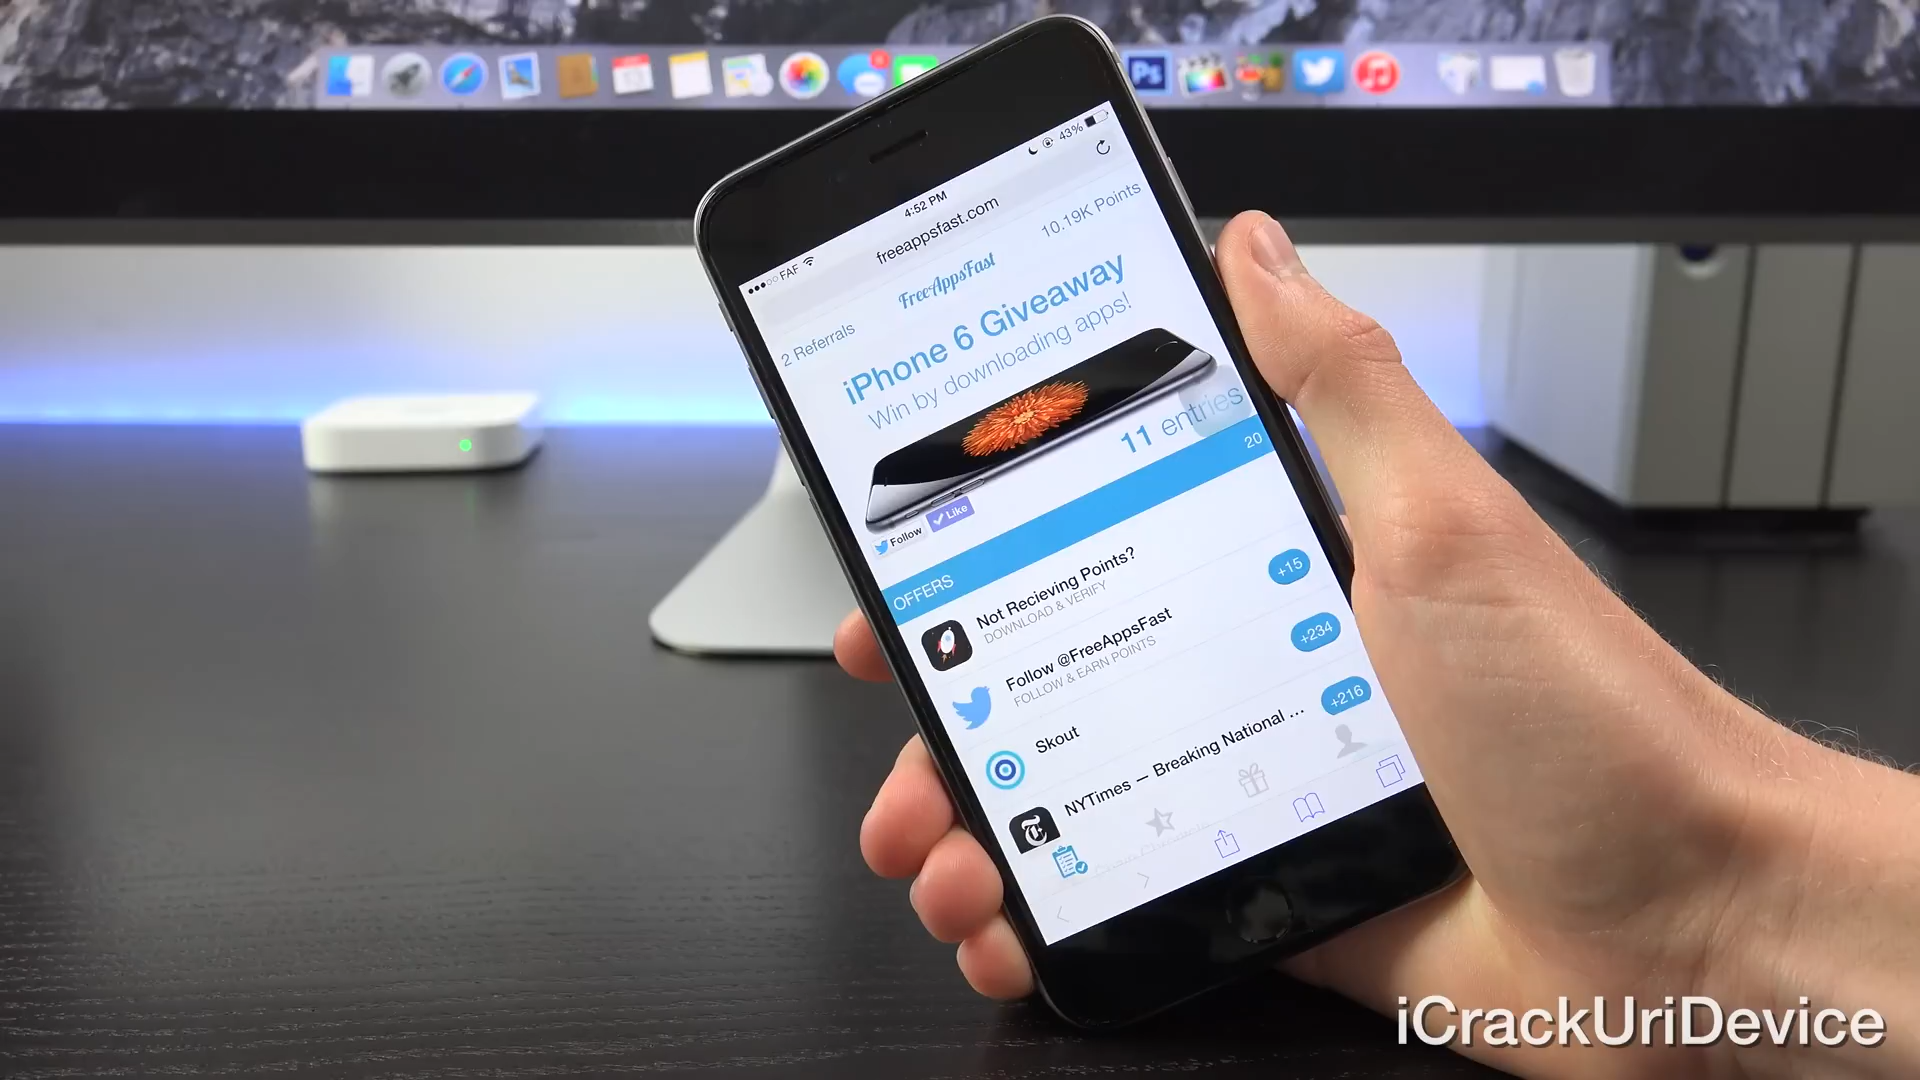 Ps
43%
4:52 PM
FAF
freeappsfast.com
10.19K Points
FreeAppsFast
2 Referrals
iPhone 6 Giveaway
Win by downloading apps!
11 entries
Follow
Like
OFFERS
20
Not Recieving Points?
DOWNLOAD & VERIFY
+15
Follow @FreeAppsFast
FOLLOW & EARN POINTS
+234
Skout
+216
NYTimes – Breaking National ...
iCrackUriDevice